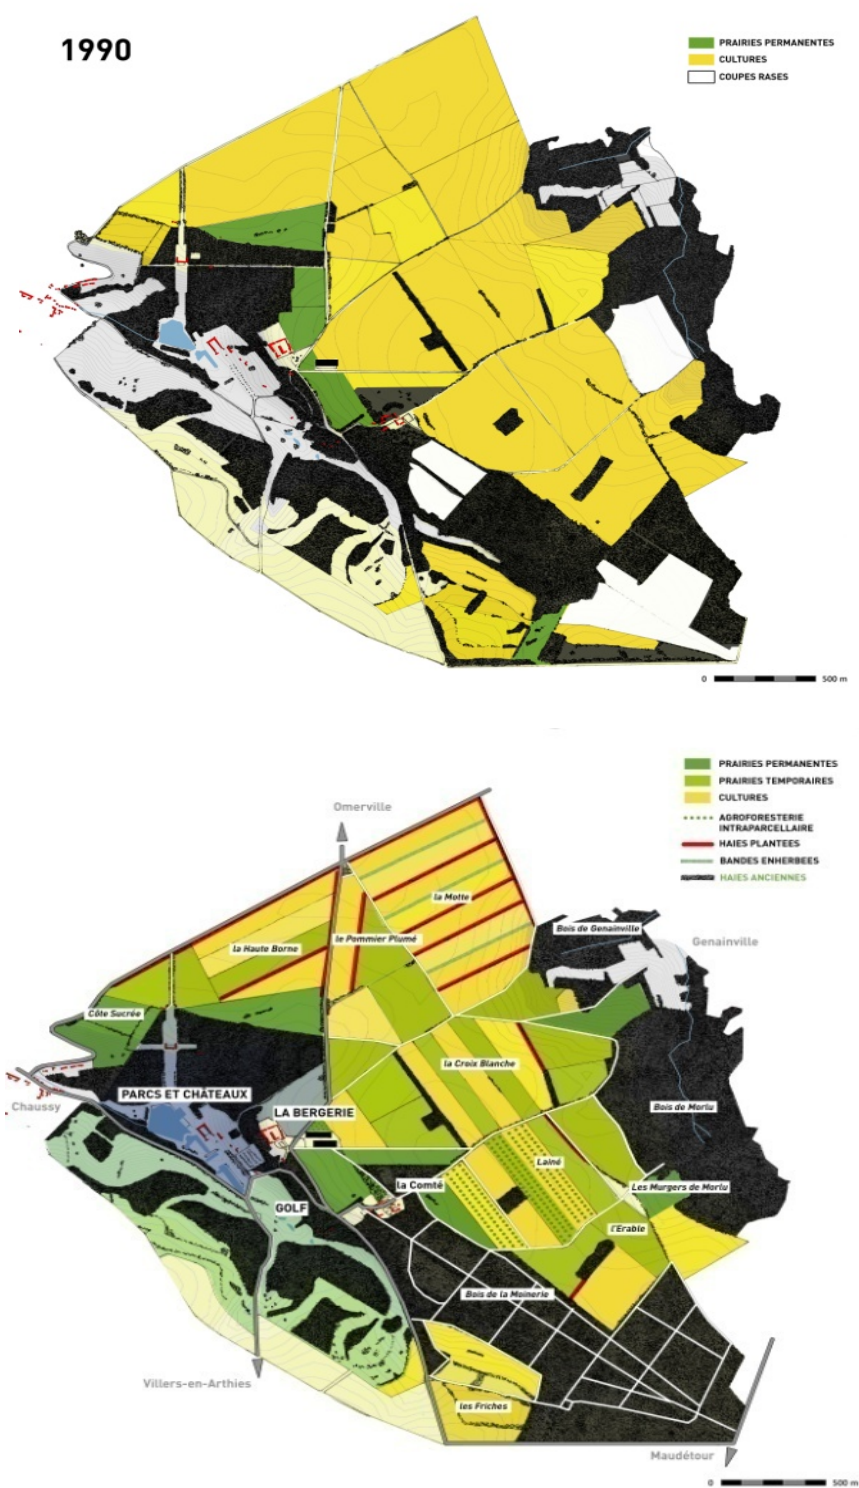 1990
PRAIRIES PERMANENTES
CULTURES
COUPES RASES
0 500 m
PRAIRIES PERMANENTES
PRAIRIES TEMPORAIRES
CULTURES
AGROFORESTERIE
INTRAPARCELLAIRE
HAIES PLANTEES
BANDES ENHERBEES
HAIES ANCIENNES
Omerville
la Motte
Bois de Genainville
Genainville
le Pommier Plumé
la Haute Borne
Côte Sucrée
la Croix Blanche
PARCS ET CHÂTEAUX
Chaussy
LA BERGERIE
Bois de Morlu
Lainé
la Comté
Les Murgers de Morlu
GOLF
l'Erable
Bois de la Moinerie
Villers-en-Arthies
les Friches
Maudétour
0 500 m